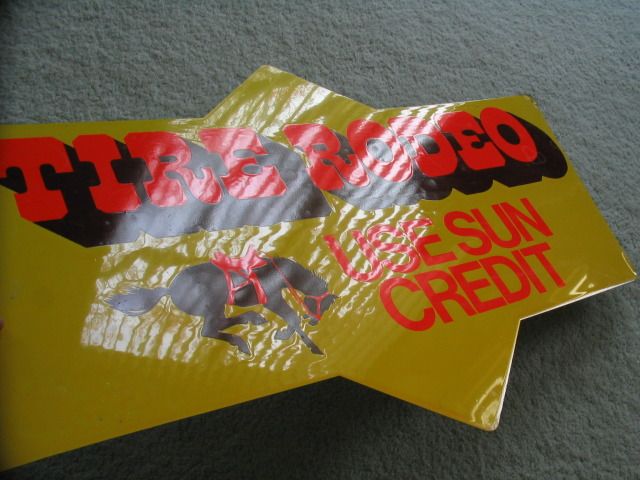 TIRE RODEO
USE SUN
CREDIT